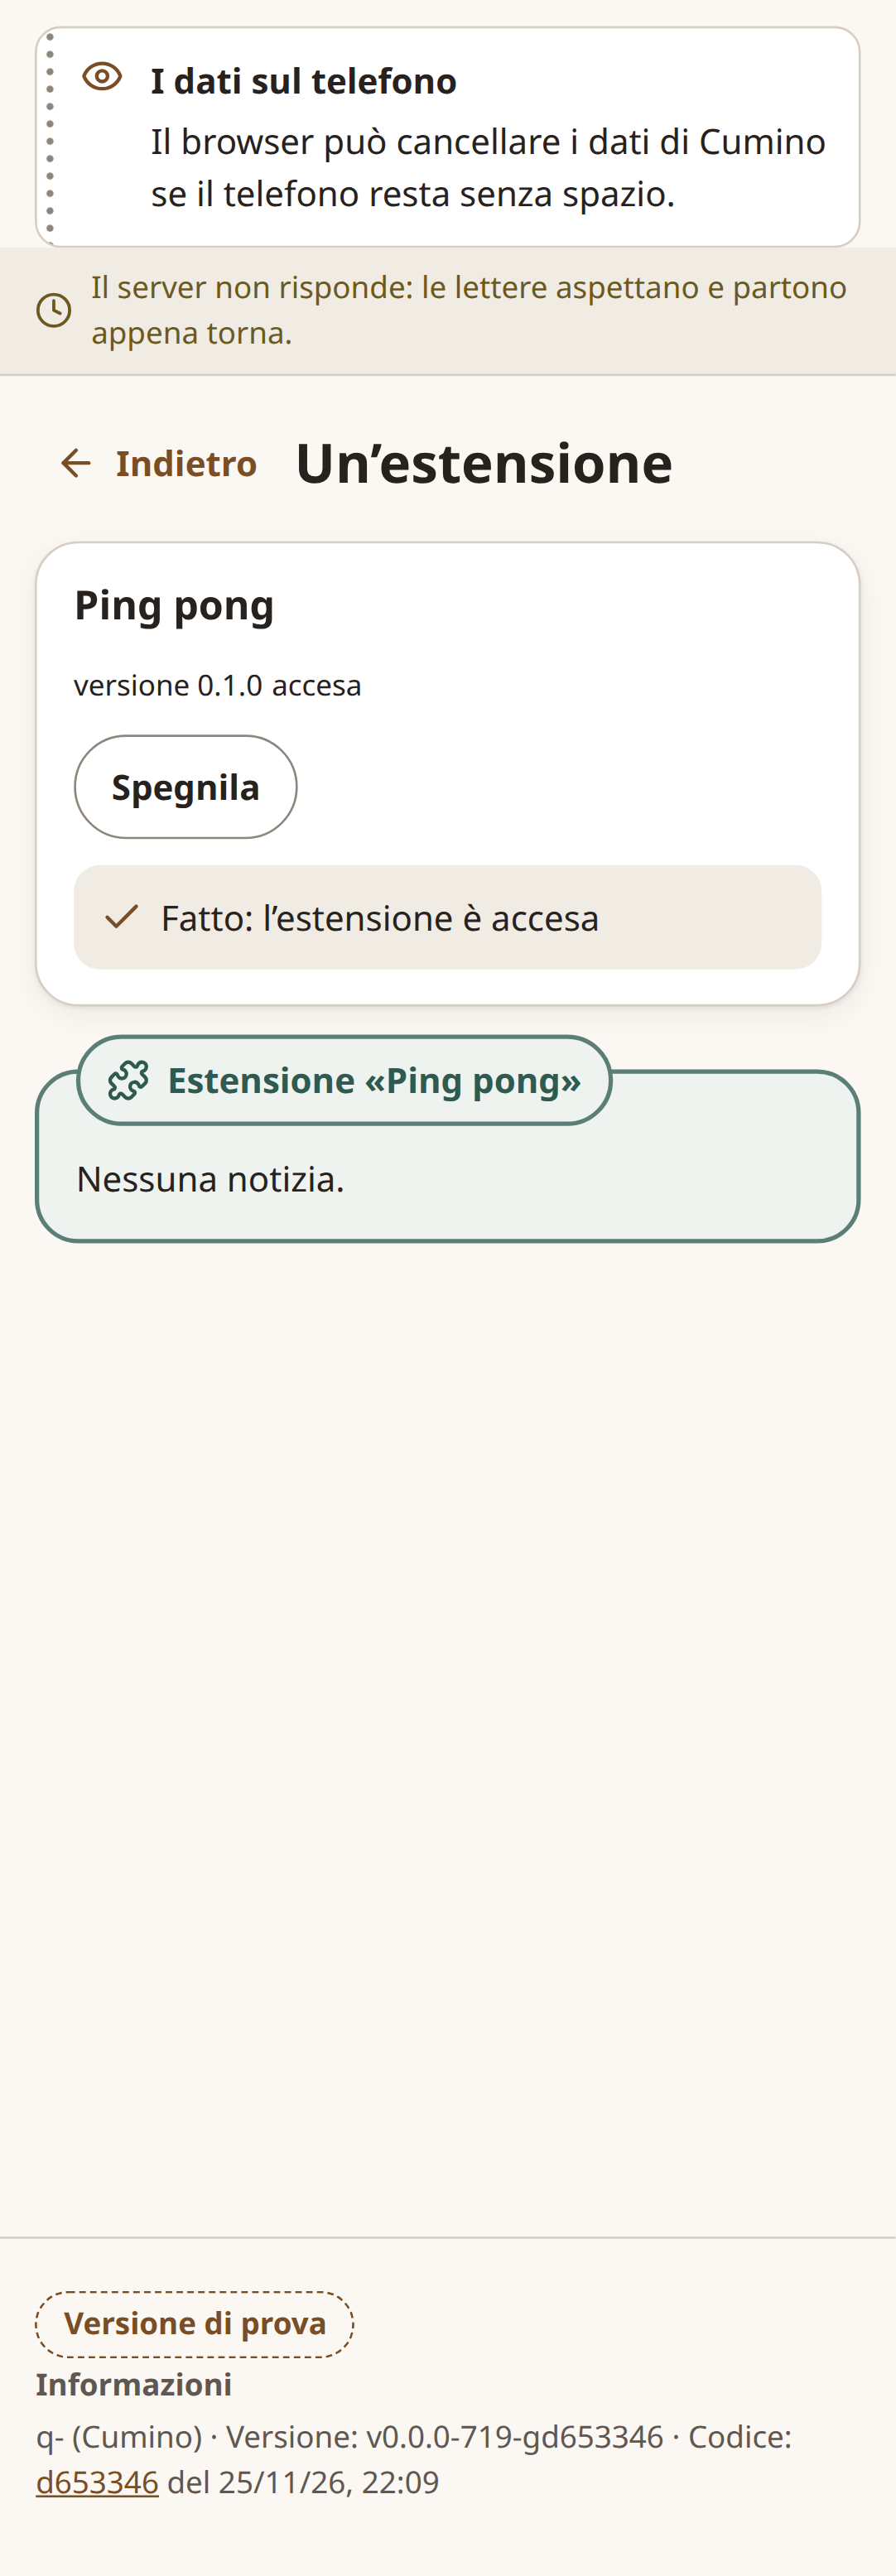 I dati sul telefono
Il browser può cancellare i dati di Cumino
se il telefono resta senza spazio.
Il server non risponde: le lettere aspettano e partono
appena torna.
Indietro
Un’estensione
Ping pong
versione 0.1.0 accesa
Spegnila
Fatto: l’estensione è accesa
Estensione «Ping pong»
Nessuna notizia.
Versione di prova
Informazioni
q- (Cumino) · Versione: v0.0.0-719-gd653346 · Codice:
d653346 del 25/11/26, 22:09